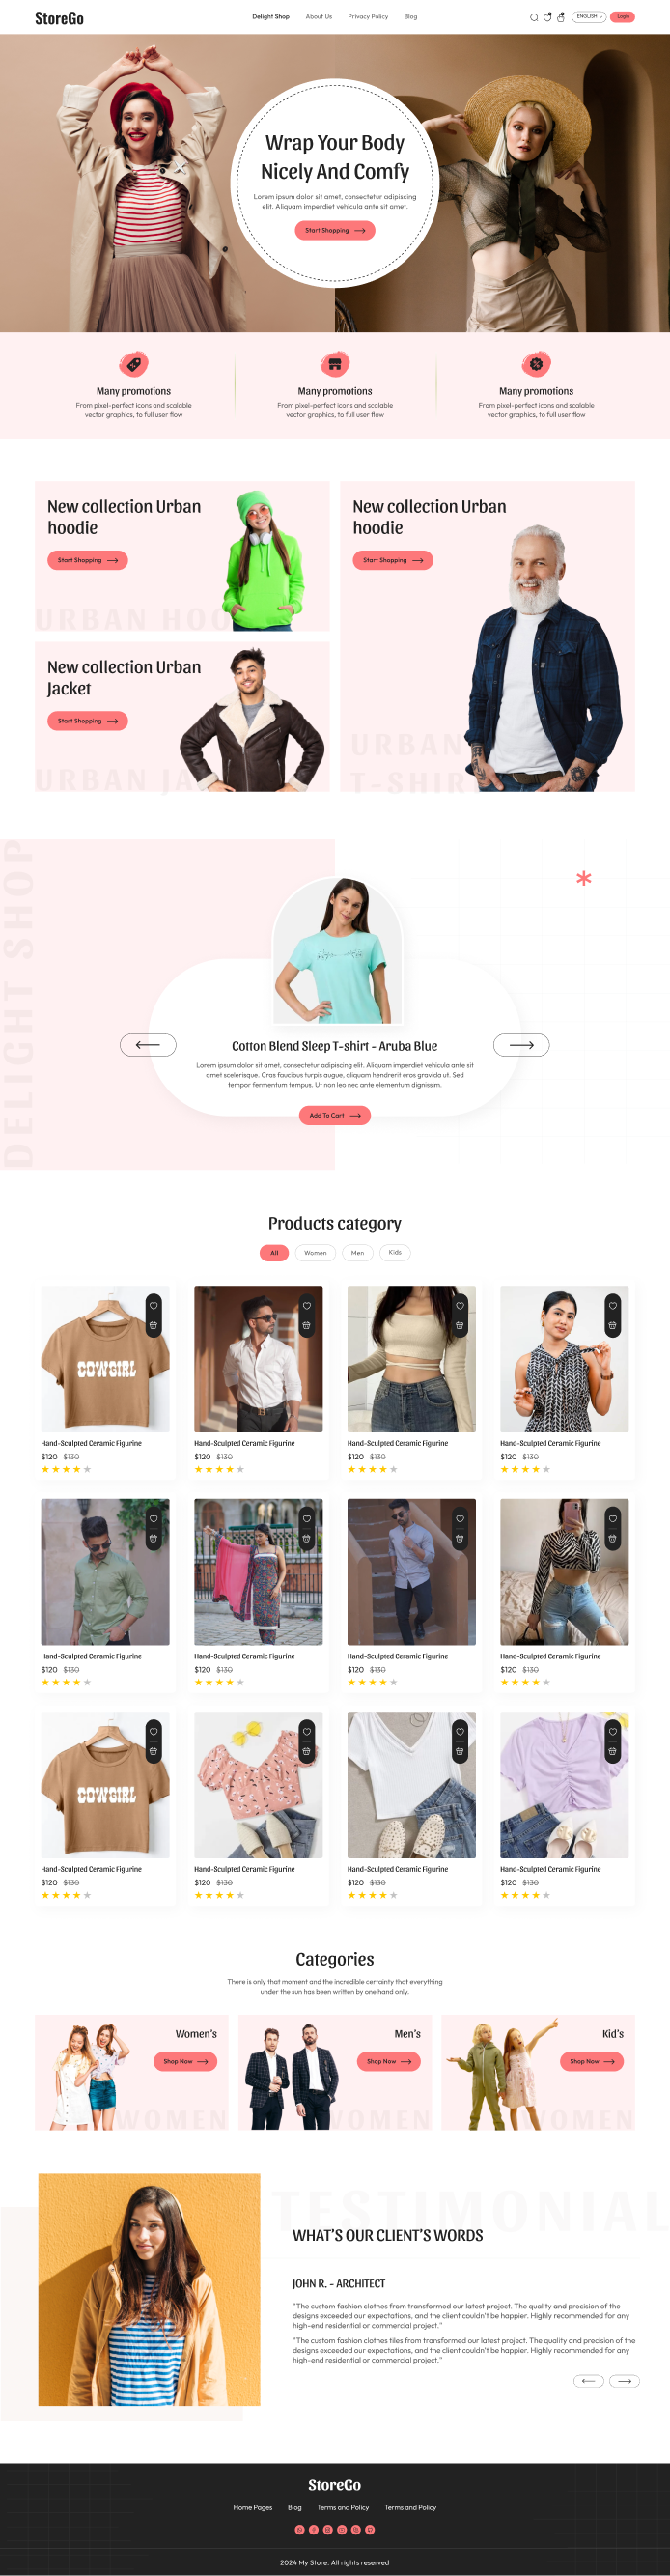 StoreGo
Delight Shop About Us Privacy Policy Blog
ENGLISH
Login
Wrap Your Body
Nicely And Comfy
Lorem ipsum dolor sit amet, consectetur adipiscing
elit. Aliquam imperdiet vehicula ante sit amet.
Start Shopping
Many promotions
From pixel-perfect icons and scalable
vector graphics, to full user flow
Many promotions
From pixel-perfect icons and scalable
vector graphics, to full user flow
Many promotions
From pixel-perfect icons and scalable
vector graphics, to full user flow
New collection Urban
hoodie
Start Shopping
URBAN HOO
New collection Urban
Jacket
Start Shopping
URBAN JA
New collection Urban
hoodie
Start Shopping
URBAN
T-SHIR
DELIGHT SHOP
Cotton Blend Sleep T-shirt - Aruba Blue
Lorem ipsum dolor sit amet, consectetur adipiscing elit. Aliquam imperdiet vehicula ante sit
amet scelerisque. Cras faucibus turpis augue, aliquam hendrerit eros gravida ut. Sed
tempor fermentum tempus. Ut non leo nec ante elementum dignissim.
Add To Cart
Products category
All Women Men Kids
COWGIRL
Hand-Sculpted Ceramic Figurine
$120 $130
Hand-Sculpted Ceramic Figurine
$120 $130
Hand-Sculpted Ceramic Figurine
$120 $130
Hand-Sculpted Ceramic Figurine
$120 $130
Hand-Sculpted Ceramic Figurine
$120 $130
Hand-Sculpted Ceramic Figurine
$120 $130
Hand-Sculpted Ceramic Figurine
$120 $130
Hand-Sculpted Ceramic Figurine
$120 $130
COWGIRL
Hand-Sculpted Ceramic Figurine
$120 $130
Hand-Sculpted Ceramic Figurine
$120 $130
Hand-Sculpted Ceramic Figurine
$120 $130
Hand-Sculpted Ceramic Figurine
$120 $130
Categories
There is only that moment and the incredible certainty that everything
under the sun has been written by one hand only.
Women's
Shop Now
WOMEN
Men's
Shop Now
WOMEN
Kid's
Shop Now
WOMEN
TESTIMONIAL
WHAT'S OUR CLIENT'S WORDS
JOHN R. - ARCHITECT
"The custom fashion clothes from transformed our latest project. The quality and precision of the
designs exceeded our expectations, and the client couldn't be happier. Highly recommended for any
high-end residential or commercial project."
"The custom fashion clothes tiles from transformed our latest project. The quality and precision of the
designs exceeded our expectations, and the client couldn't be happier. Highly recommended for any
high-end residential or commercial project."
StoreGo
Home Pages Blog Terms and Policy Terms and Policy
2024 My Store. All rights reserved